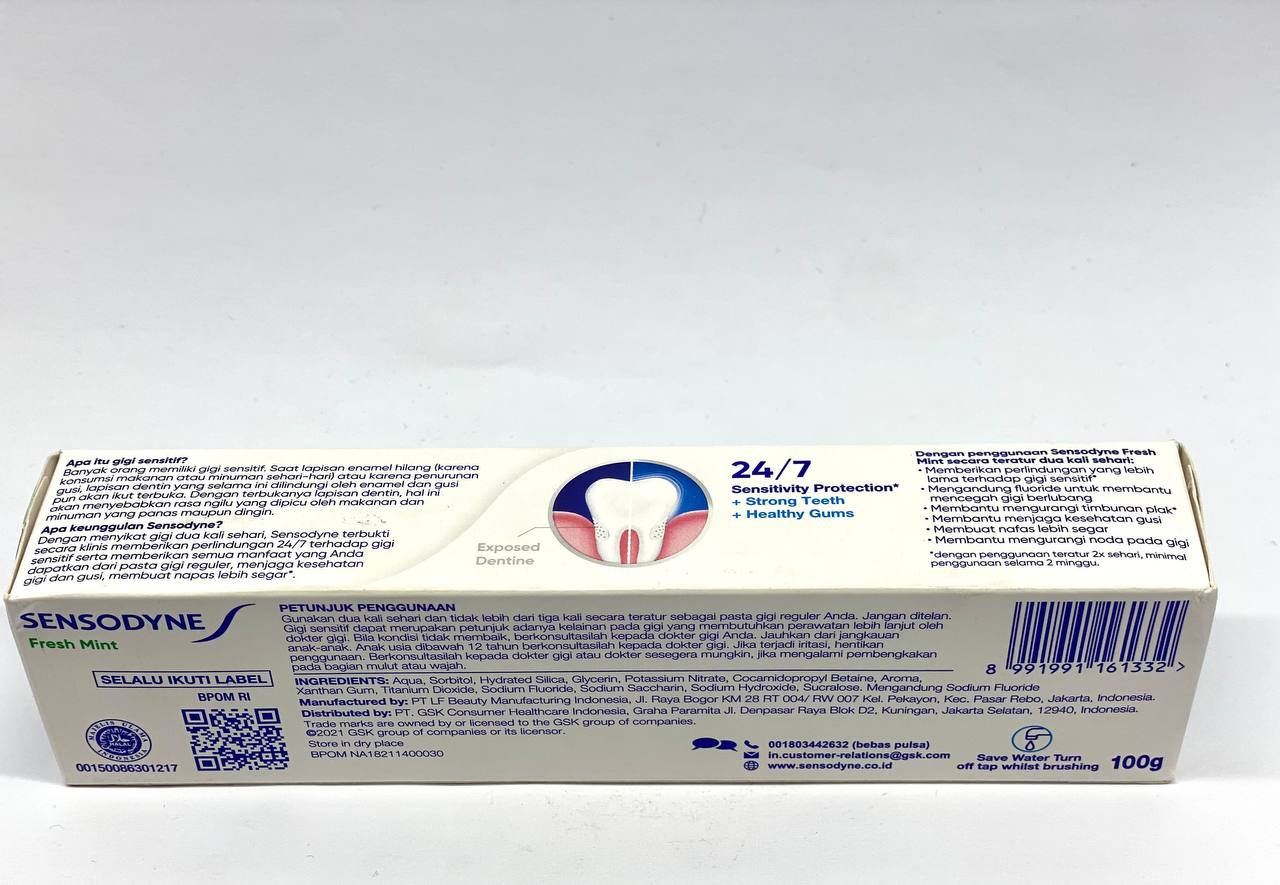 Apa itu gigi sensitif?
Banyak orang memiliki gigi sensitif. Saat lapisan enamel hilang (karena
konsumsi makanan atau minuman sehari-hari) atau karena penurunan
gusi, lapisan dentin yang selama ini dilindungi oleh enamel dan gusi
pun akan ikut terbuka. Dengan terbukanya lapisan dentin, hal ini
akan menyebabkan rasa ngilu yang dipicu oleh makanan dan
minuman yang panas maupun dingin.
Apa keunggulan Sensodyne?
Dengan menyikat gigi dua kali sehari, Sensodyne terbukti
secara klinis memberikan perlindungan 24/7 terhadap gigi
sensitif serta memberikan semua manfaat yang Anda
dapatkan dari pasta gigi reguler, menjaga kesehatan
gigi dan gusi, membuat napas lebih segar*.
Exposed
Dentine
24/7
Sensitivity Protection*
+ Strong Teeth
+ Healthy Gums
Dengan penggunaan Sensodyne Fresh
Mint secara teratur dua kali sehari:
• Memberikan perlindungan yang lebih
lama terhadap gigi sensitif*
• Mengandung fluoride untuk membantu
mencegah gigi berlubang
• Membantu mengurangi timbunan plak*
• Membantu menjaga kesehatan gusi
• Membuat nafas lebih segar
• Membantu mengurangi noda pada gigi
*dengan penggunaan teratur 2x sehari, minimal
penggunaan selama 2 minggu.
SENSODYNE
Fresh Mint
SELALU IKUTI LABEL
BPOM RI
MAJELIS ULAMA
HALAL
INDONESIA
00150086301217
PETUNJUK PENGGUNAAN
Gunakan dua kali sehari dan tidak lebih dari tiga kali secara teratur sebagai pasta gigi reguler Anda. Jangan ditelan.
Gigi sensitif dapat merupakan petunjuk adanya kelainan pada gigi yang membutuhkan perawatan lebih lanjut oleh
dokter gigi. Bila kondisi tidak membaik, berkonsultasilah kepada dokter gigi Anda. Jauhkan dari jangkauan
anak-anak. Anak usia dibawah 12 tahun berkonsultasilah kepada dokter gigi. Jika terjadi iritasi, hentikan
penggunaan. Berkonsultasilah kepada dokter gigi atau dokter sesegera mungkin, jika mengalami pembengkakan
pada bagian mulut atau wajah.
INGREDIENTS: Aqua, Sorbitol, Hydrated Silica, Glycerin, Potassium Nitrate, Cocamidopropyl Betaine, Aroma,
Xanthan Gum, Titanium Dioxide, Sodium Fluoride, Sodium Saccharin, Sodium Hydroxide, Sucralose. Mengandung Sodium Fluoride
Manufactured by: PT LF Beauty Manufacturing Indonesia, Jl. Raya Bogor KM 28 RT 004/ RW 007 Kel. Pekayon, Kec. Pasar Rebo, Jakarta, Indonesia.
Distributed by: PT. GSK Consumer Healthcare Indonesia, Graha Paramita Jl. Denpasar Raya Blok D2, Kuningan, Jakarta Selatan, 12940, Indonesia.
Trade marks are owned by or licensed to the GSK group of companies.
©2021 GSK group of companies or its licensor.
Store in dry place
BPOM NA18211400030
001803442632 (bebas pulsa)
in.customer-relations@gsk.com
www.sensodyne.co.id
8 991991 161332 >
Save Water Turn
off tap whilst brushing
100g